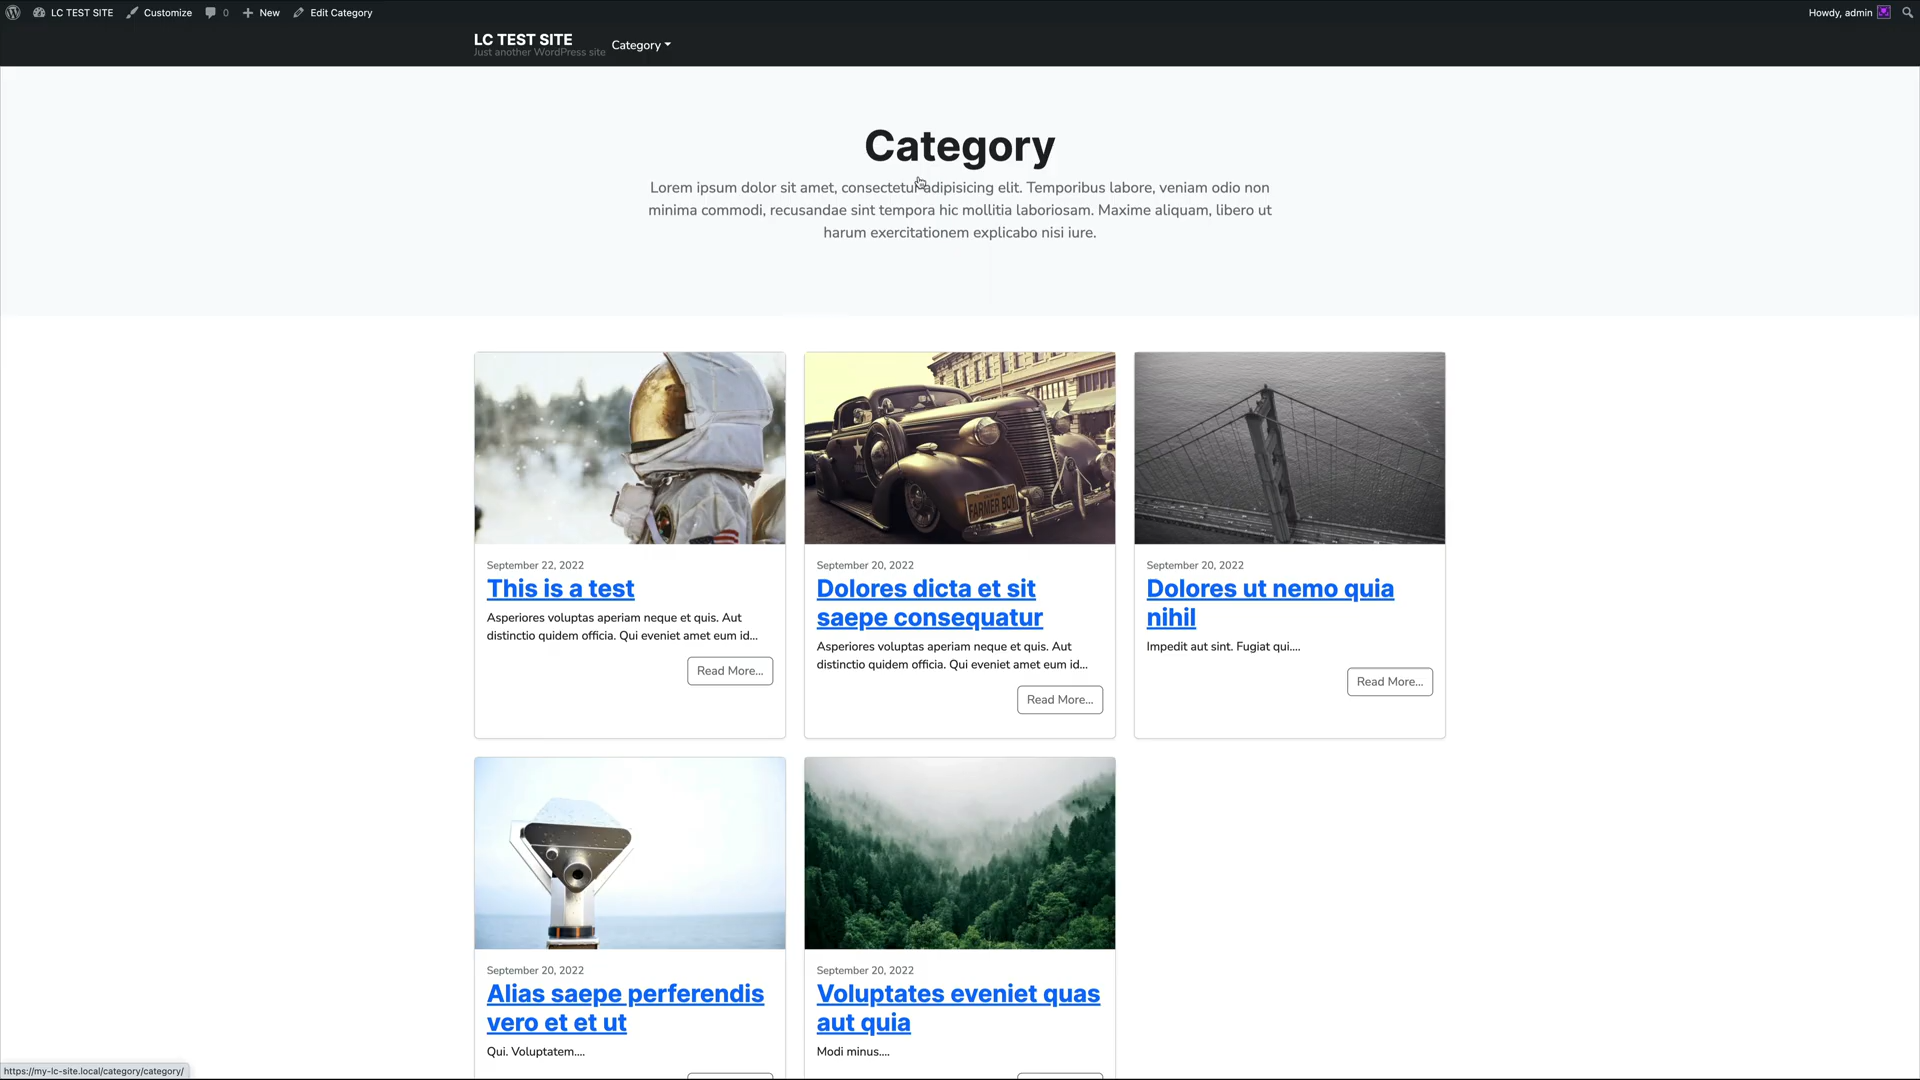 LC TEST SITE Customize 0 New Edit Category Howdy, admin
LC TEST SITE
Just another WordPress site
Category
Category
Lorem ipsum dolor sit amet, consectetur adipisicing elit. Temporibus labore, veniam odio non
minima commodi, recusandae sint tempora hic mollitia laboriosam. Maxime aliquam, libero ut
harum exercitationem explicabo nisi iure.
FARMER BOY
September 22, 2022
This is a test
Asperiores voluptas aperiam neque et quis. Aut
distinctio quidem officia. Qui eveniet amet eum id...
Read More...
September 20, 2022
Dolores dicta et sit
saepe consequatur
Asperiores voluptas aperiam neque et quis. Aut
distinctio quidem officia. Qui eveniet amet eum id...
Read More...
September 20, 2022
Dolores ut nemo quia
nihil
Impedit aut sint. Fugiat qui....
Read More...
September 20, 2022
Alias saepe perferendis
vero et et ut
Qui. Voluptatem....
September 20, 2022
Voluptates eveniet quas
aut quia
Modi minus....
https://my-lc-site.local/category/category/